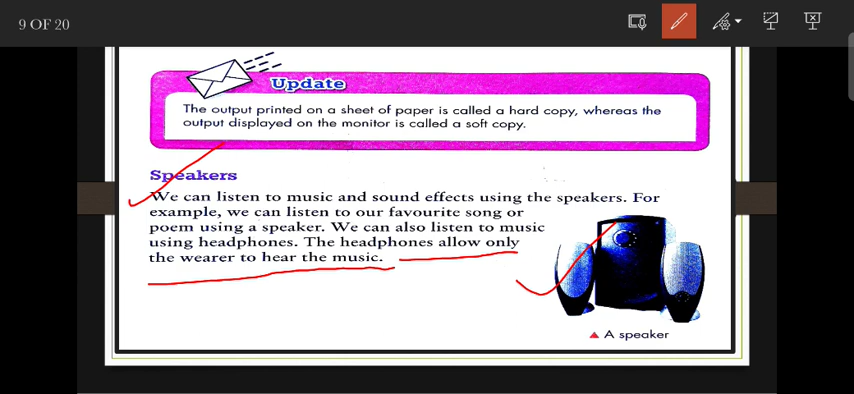 9 OF 20
Update
The output printed on a sheet of paper is called a hard copy, whereas the
output displayed on the monitor is called a soft copy.
Speakers
We can listen to music and sound effects using the speakers. For
example, we can listen to our favourite song or
poem using a speaker. We can also listen to music
using headphones. The headphones allow only
the wearer to hear the music.
A speaker